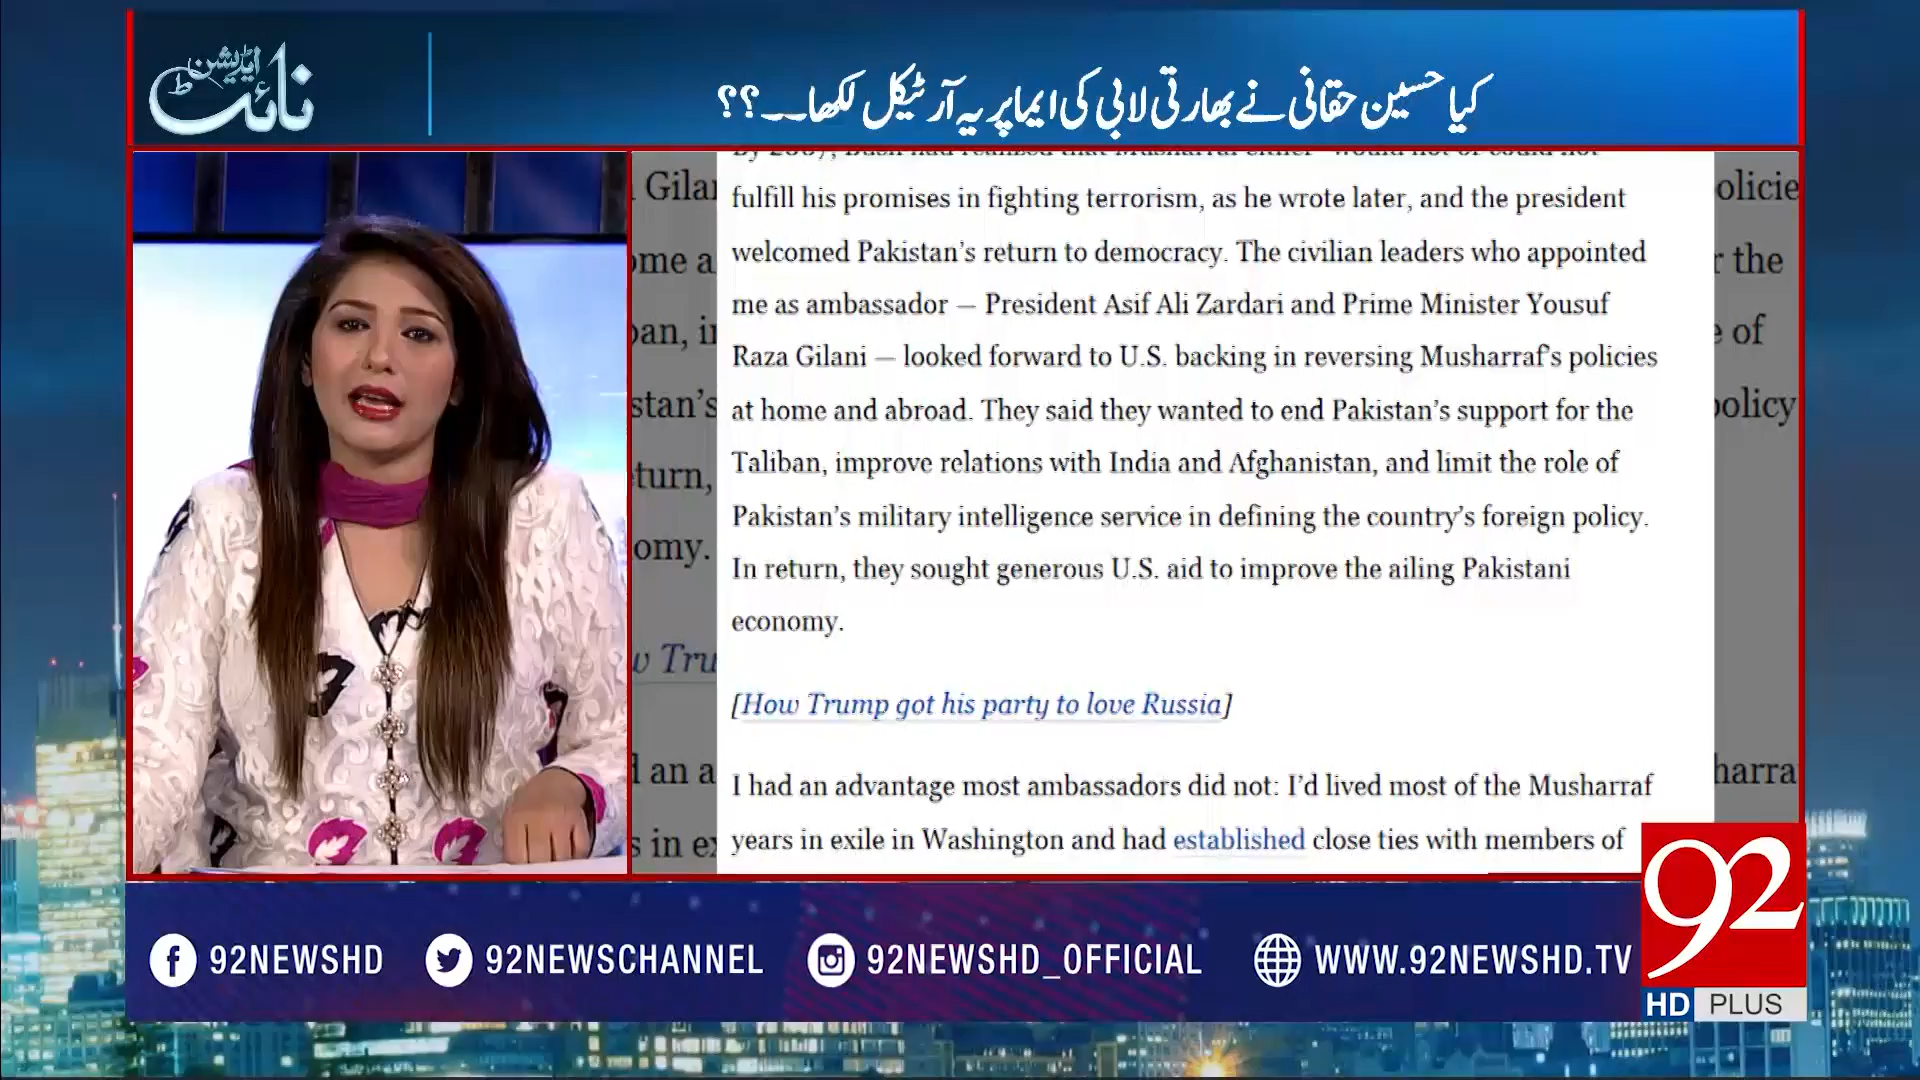 نائٹ
ایڈیشن
کیا حسین حقانی نے بھارتی لابی کی ایما پر یہ آرٹیکل لکھا۔۔۔؟؟
fulfill his promises in fighting terrorism, as he wrote later, and the president
welcomed Pakistan’s return to democracy. The civilian leaders who appointed
me as ambassador — President Asif Ali Zardari and Prime Minister Yousuf
Raza Gilani — looked forward to U.S. backing in reversing Musharraf’s policies
at home and abroad. They said they wanted to end Pakistan’s support for the
Taliban, improve relations with India and Afghanistan, and limit the role of
Pakistan’s military intelligence service in defining the country’s foreign policy.
In return, they sought generous U.S. aid to improve the ailing Pakistani
economy.
[How Trump got his party to love Russia]
I had an advantage most ambassadors did not: I’d lived most of the Musharraf
years in exile in Washington and had established close ties with members of
92NEWSHD
92NEWSCHANNEL
92NEWSHD_OFFICIAL
WWW.92NEWSHD.TV
92
HD PLUS